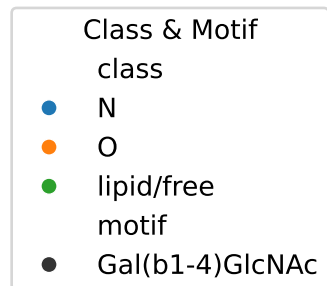 Class & Motif
class
N
O
lipid/free
motif
Gal(b1-4)GlcNAc